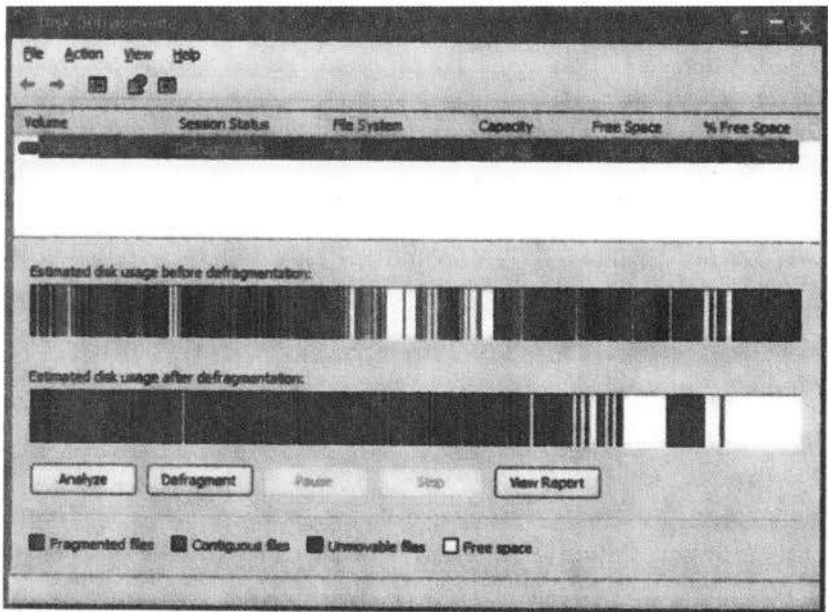 Disk Defragmenter
File Action View Help
Volume Session Status File System Capacity Free Space % Free Space
Estimated disk usage before defragmentation:
Estimated disk usage after defragmentation:
Analyze Defragment Pause Stop View Report
Fragmented files Contiguous files Unmovable files Free space